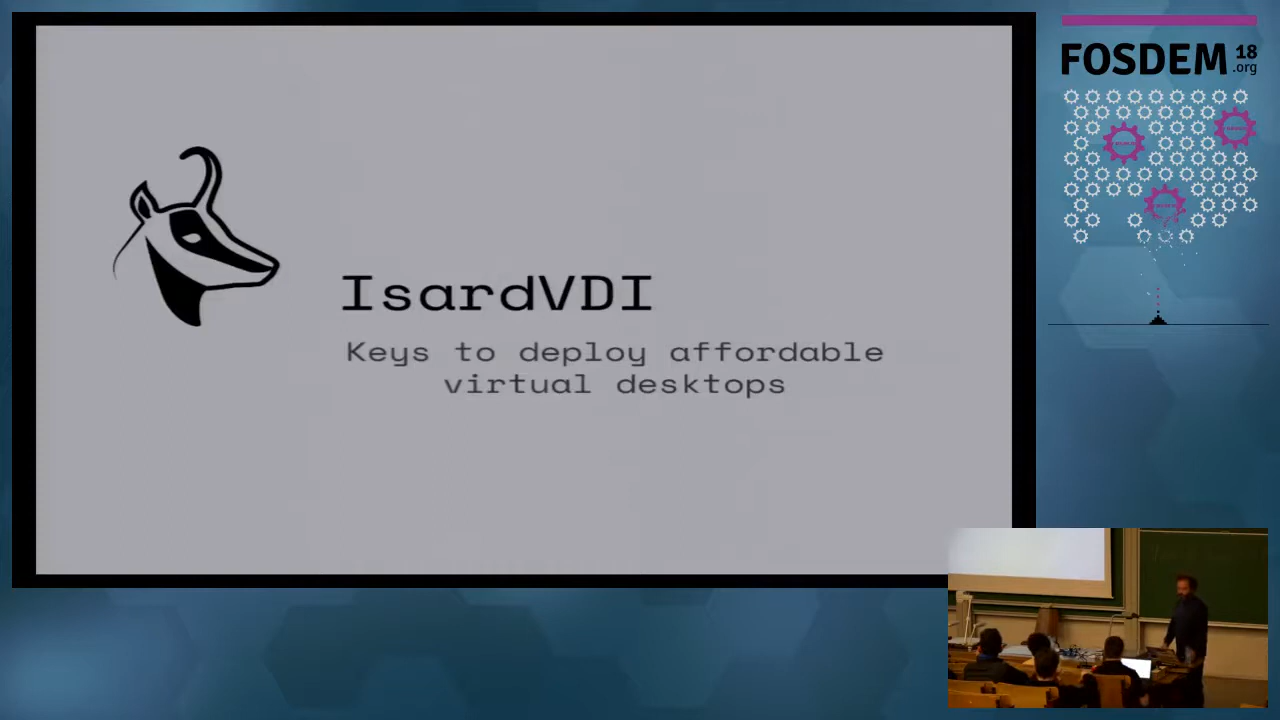 IsardVDI
Keys to deploy affordable
virtual desktops
FOSDEM 18
.org